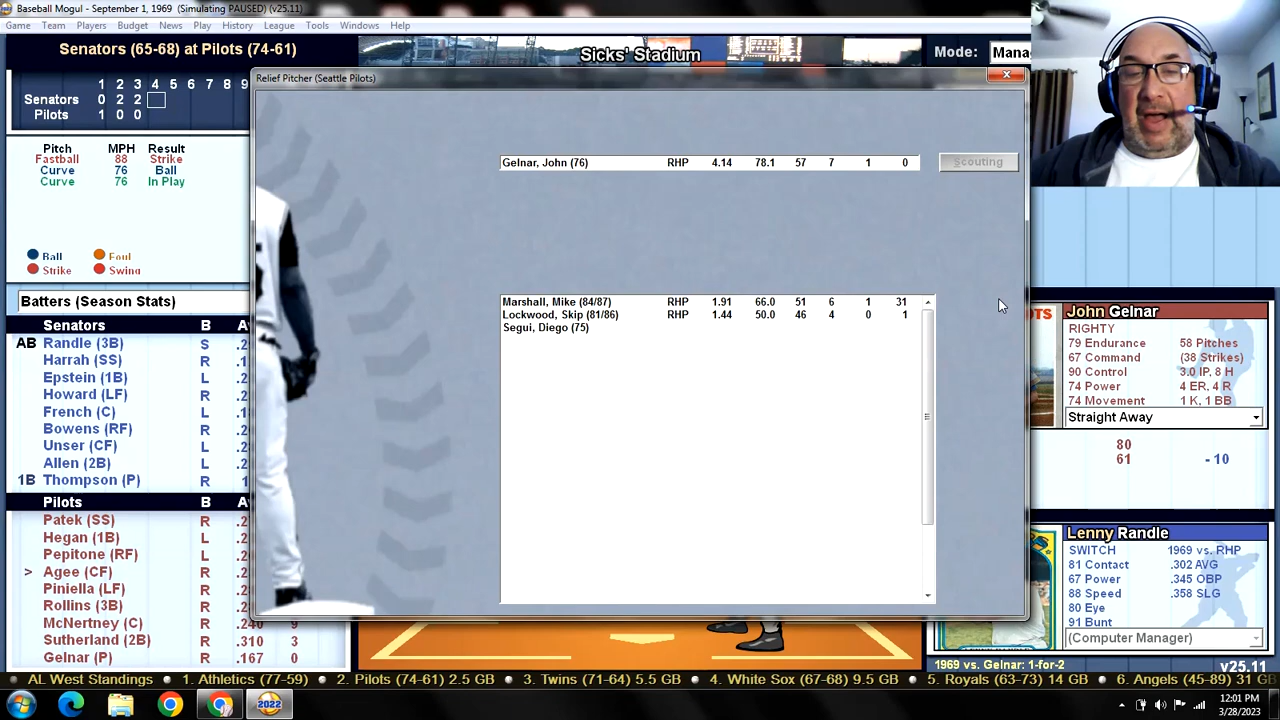 Baseball Mogul - September 1, 1969 (Simulating PAUSED) (v25.11)
Game Team Players Budget News Play History League Tools Windows Help
Senators (65-68) at Pilots (74-61)
Sicks' Stadium
Mode:
1 2 3 4 5 6 7 8 9
Senators 0 2 2
Pilots 1 0 0
Pitch MPH Result
Fastball 88 Strike
Curve 76 Ball
Curve 76 In Play
Ball Foul
Strike Swing
Batters (Season Stats)
Senators B
AB Randle (3B) S
Harrah (SS) R
Epstein (1B) L
Howard (LF) R
French (C) L
Bowens (RF) R
Unser (CF) L
Allen (2B) L
1B Thompson (P) R
Pilots B
Patek (SS) R
Hegan (1B) L
Pepitone (RF) L
> Agee (CF) R
Piniella (LF) R
Rollins (3B) R
McNertney (C) R .240 9
Sutherland (2B) R .310 3
Gelnar (P) R .167 0
Relief Pitcher (Seattle Pilots)
Gelnar, John (76) RHP 4.14 78.1 57 7 1 0
Scouting
Marshall, Mike (84/87) RHP 1.91 66.0 51 6 1 31
Lockwood, Skip (81/86) RHP 1.44 50.0 46 4 0 1
Segui, Diego (75)
John Gelnar
RIGHTY
79 Endurance 58 Pitches
67 Command (38 Strikes)
90 Control 3.0 IP, 8 H
74 Power 4 ER, 4 R
74 Movement 1 K, 1 BB
Straight Away
80
61 - 10
Lenny Randle
SWITCH 1969 vs. RHP
81 Contact .302 AVG
67 Power .345 OBP
88 Speed .358 SLG
80 Eye
91 Bunt
(Computer Manager)
1969 vs. Gelnar: 1-for-2
v25.11
AL West Standings • 1. Athletics (77-59) • 2. Pilots (74-61) 2.5 GB • 3. Twins (71-64) 5.5 GB • 4. White Sox (67-68) 9.5 GB • 5. Royals (63-73) 14 GB • 6. Angels (45-89) 31 G
2022
12:01 PM
3/28/2023